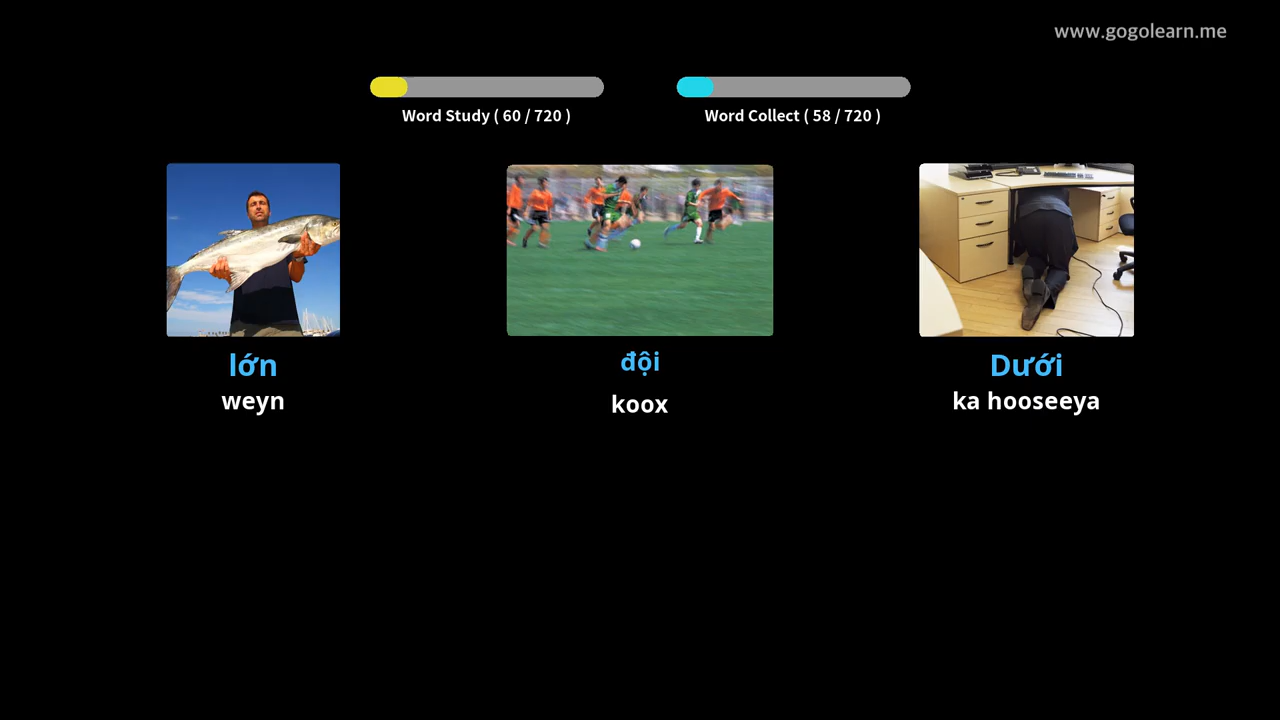 www.gogolearn.me
Word Study ( 60 / 720 )
Word Collect ( 58 / 720 )
lớn
weyn
đội
koox
Dưới
ka hooseeya